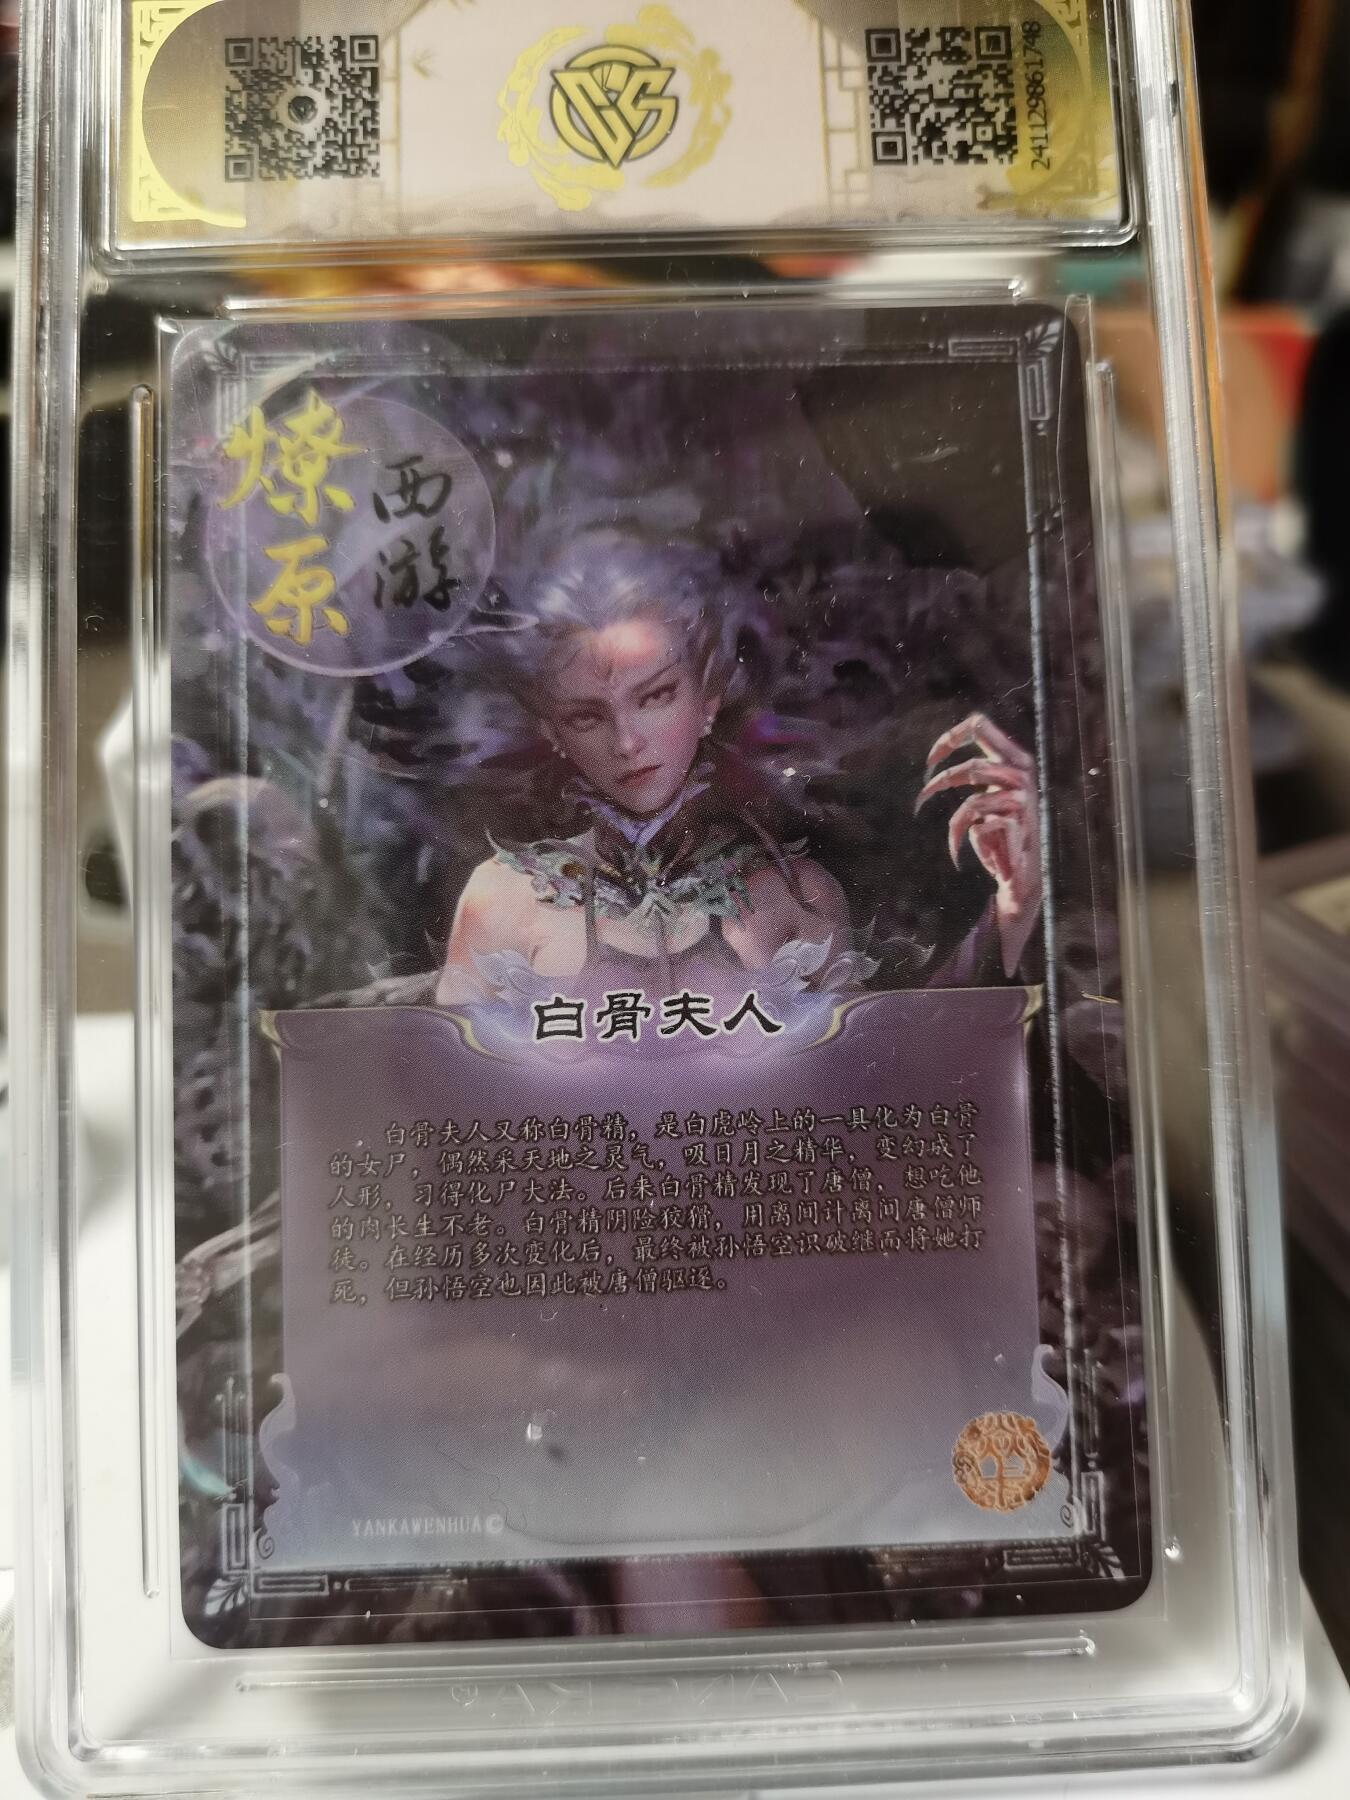 24112986​1748
燎原
西游
白骨夫人
白骨夫人又称白骨精，是白虎岭上的一具化为白骨
的女尸，偶然采天地之灵气，吸日月之精华，变幻成了
人形，习得化尸大法。后来白骨精发现了唐僧，想吃他
的肉长生不老。白骨精阴险狡猾，用离间计离间唐僧师
徒。在经历多次变化后，最终被孙悟空识破继而将她打
死，但孙悟空也因此被唐僧驱逐。
YANKAWENHUA©